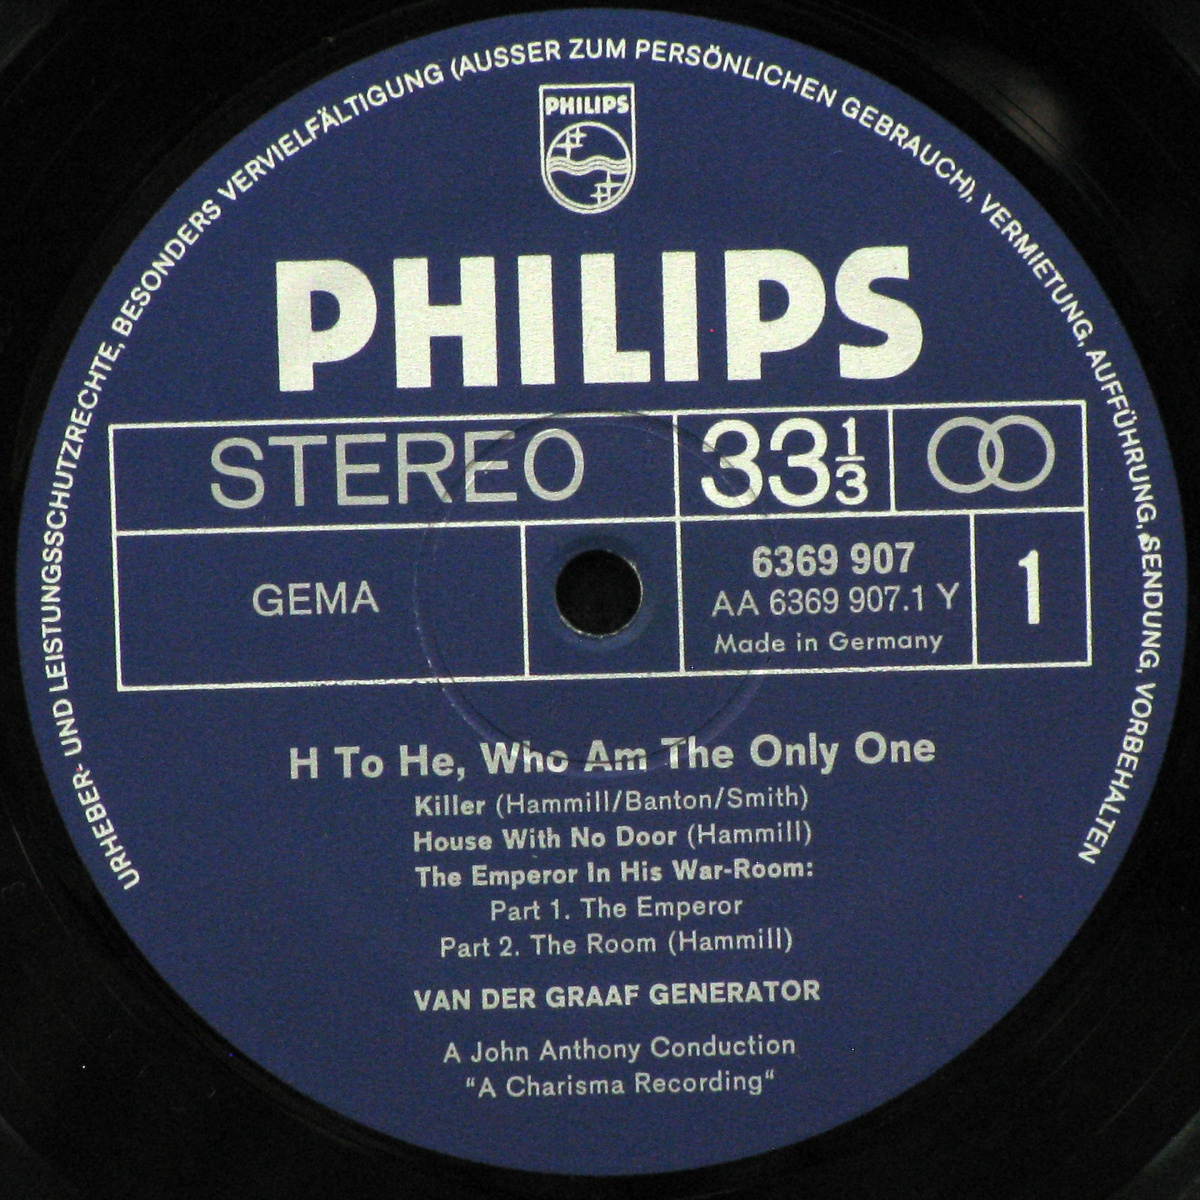 URHEBER- UND LEISTUNGSSCHUTZRECHTE, BESONDERS VERVIELFÄLTIGUNG (AUSSER ZUM PERSÖNLICHEN GEBRAUCH), VERMIETUNG, AUFFÜHRUNG, SENDUNG, VORBEHALTEN
PHILIPS
PHILIPS
STEREO
33 1/3
GEMA
6369 907
AA 6369 907.1 Y
Made in Germany
1
H To He, Who Am The Only One
Killer (Hammill/Banton/Smith)
House With No Door (Hammill)
The Emperor In His War-Room:
Part 1. The Emperor
Part 2. The Room (Hammill)
VAN DER GRAAF GENERATOR
A John Anthony Conduction
"A Charisma Recording“